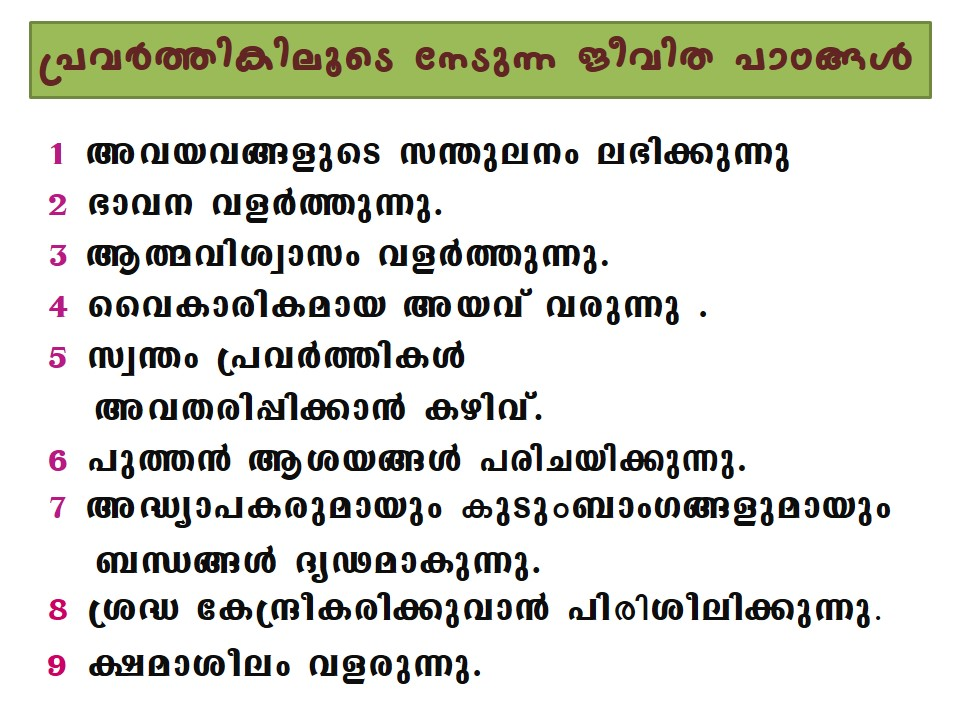 പ്രവർത്തികിലൂടെ നേടുന്ന ജീവിത പാഠങ്ങൾ
1 അവയവങ്ങളുടെ സന്തുലനം ലഭിക്കുന്നു
2 ഭാവന വളർത്തുന്നു.
3 ആത്മവിശ്വാസം വളർത്തുന്നു.
4 വൈകാരികമായ അയവ് വരുന്നു .
5 സ്വന്തം പ്രവർത്തികൾ
അവതരിപ്പിക്കാൻ കഴിവ്.
6 പുത്തൻ ആശയങ്ങൾ പരിചയിക്കുന്നു.
7 അദ്ധ്യാപകരുമായും കുടുംബാംഗങ്ങളുമായും
ബന്ധങ്ങൾ ദൃഢമാകുന്നു.
8 ശ്രദ്ധ കേന്ദ്രീകരിക്കുവാൻ പിരിശീലിക്കുന്നു.
9 ക്ഷമാശീലം വളരുന്നു.